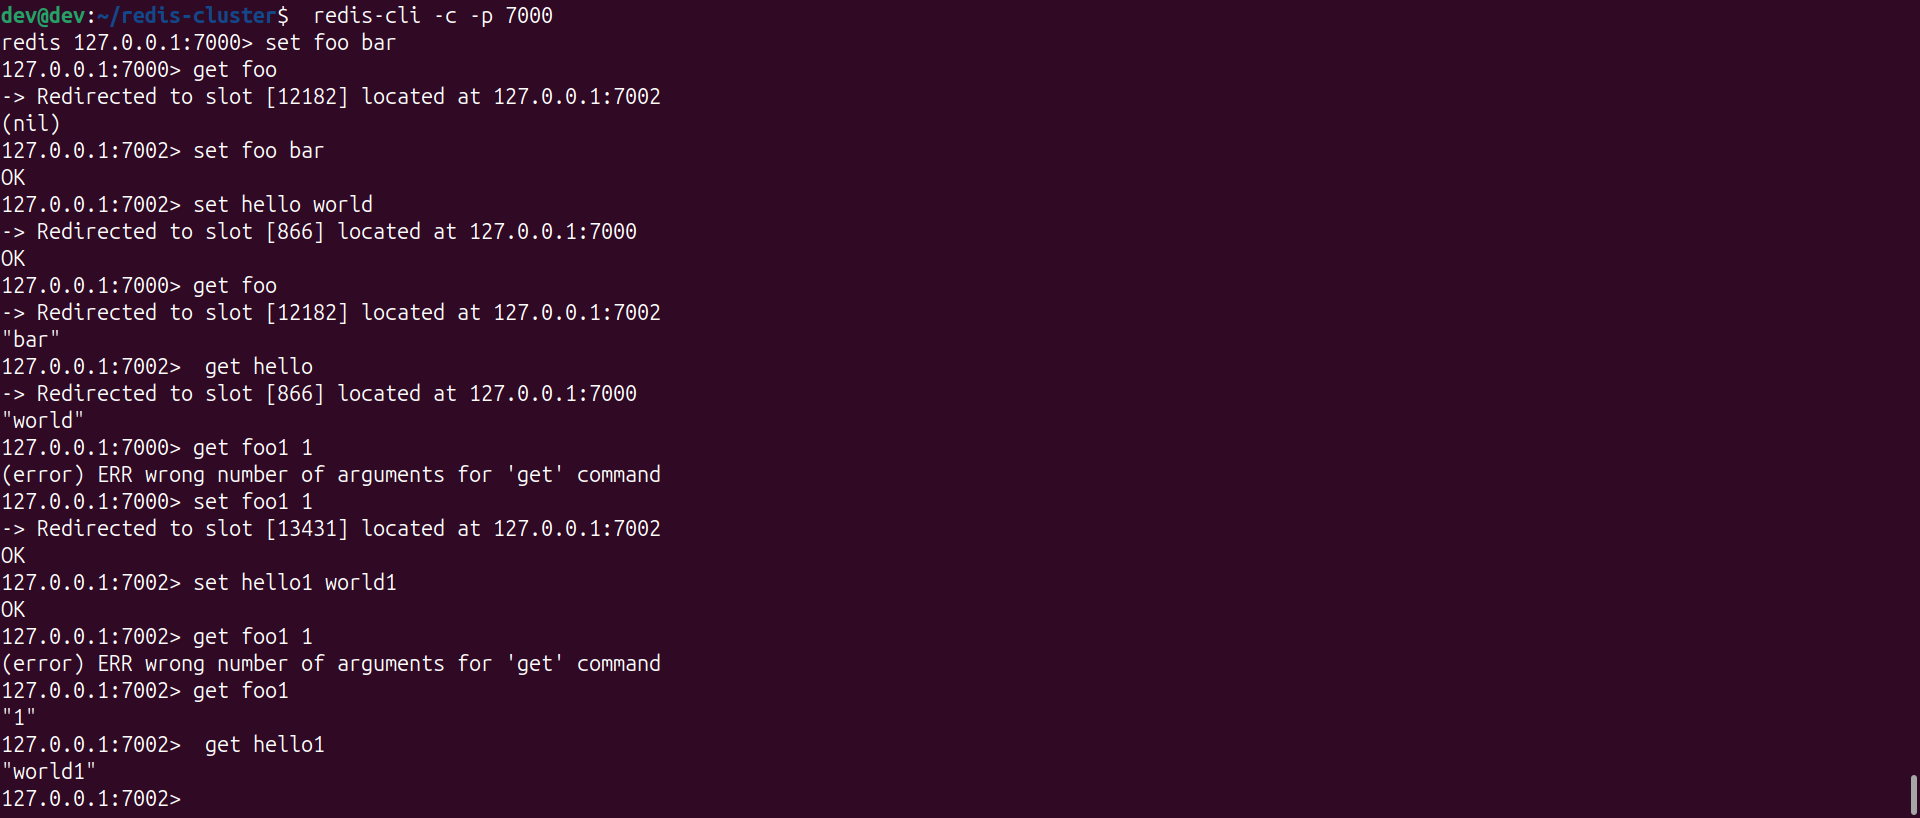 dev@dev:~/redis-cluster$  redis-cli -c -p 7000
redis 127.0.0.1:7000> set foo bar
127.0.0.1:7000> get foo
-> Redirected to slot [12182] located at 127.0.0.1:7002
(nil)
127.0.0.1:7002> set foo bar
OK
127.0.0.1:7002> set hello world
-> Redirected to slot [866] located at 127.0.0.1:7000
OK
127.0.0.1:7000> get foo
-> Redirected to slot [12182] located at 127.0.0.1:7002
"bar"
127.0.0.1:7002>  get hello
-> Redirected to slot [866] located at 127.0.0.1:7000
"world"
127.0.0.1:7000> get foo1 1
(error) ERR wrong number of arguments for 'get' command
127.0.0.1:7000> set foo1 1
-> Redirected to slot [13431] located at 127.0.0.1:7002
OK
127.0.0.1:7002> set hello1 world1
OK
127.0.0.1:7002> get foo1 1
(error) ERR wrong number of arguments for 'get' command
127.0.0.1:7002> get foo1
"1"
127.0.0.1:7002>  get hello1
"world1"
127.0.0.1:7002>